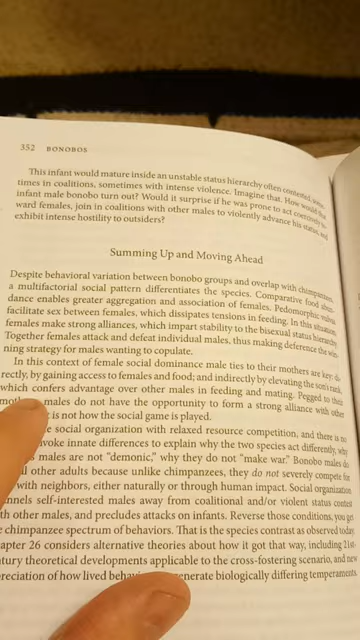 352 BONOBOS
This infant would mature inside an unstable status hierarchy often contested, some-
times in coalitions, sometimes with intense violence. Imagine that. How would that
infant male bonobo turn out? Would it surprise if he was prone to act coercively to-
ward females, join in coalitions with other males to violently advance his status, and
exhibit intense hostility to outsiders?
Summing Up and Moving Ahead
Despite behavioral variation between bonobo groups and overlap with chimpanzees,
a multifactorial social pattern differentiates the species. Comparative food abun-
dance enables greater aggregation and association of females. Pedomorphic vulvas
facilitate sex between females, which dissipates tensions in feeding. In this situation,
females make strong alliances, which impart stability to the bisexual status hierarchy.
Together females attack and defeat individual males, thus making deference the win-
ning strategy for males wanting to copulate.
In this context of female social dominance male ties to their mothers are key: di-
rectly, by gaining access to females and food; and indirectly by elevating the son's rank,
which confers advantage over other males in feeding and mating. Pegged to their
males do not have the opportunity to form a strong alliance with other
is not how the social game is played.
social organization with relaxed resource competition, and there is no
invoke innate differences to explain why the two species act differently, why
males are not "demonic," why they do not "make war." Bonobo males do
other adults because unlike chimpanzees, they do not severely compete for
with neighbors, either naturally or through human impact. Social organization
self-interested males away from coalitional and/or violent status contest
with other males, and precludes attacks on infants. Reverse those conditions, you get
chimpanzee spectrum of behaviors. That is the species contrast as observed today
Chapter 26 considers alternative theories about how it got that way, including 21st
century theoretical developments applicable to the cross-fostering scenario, and new
appreciation of how lived generate biologically differing temperaments